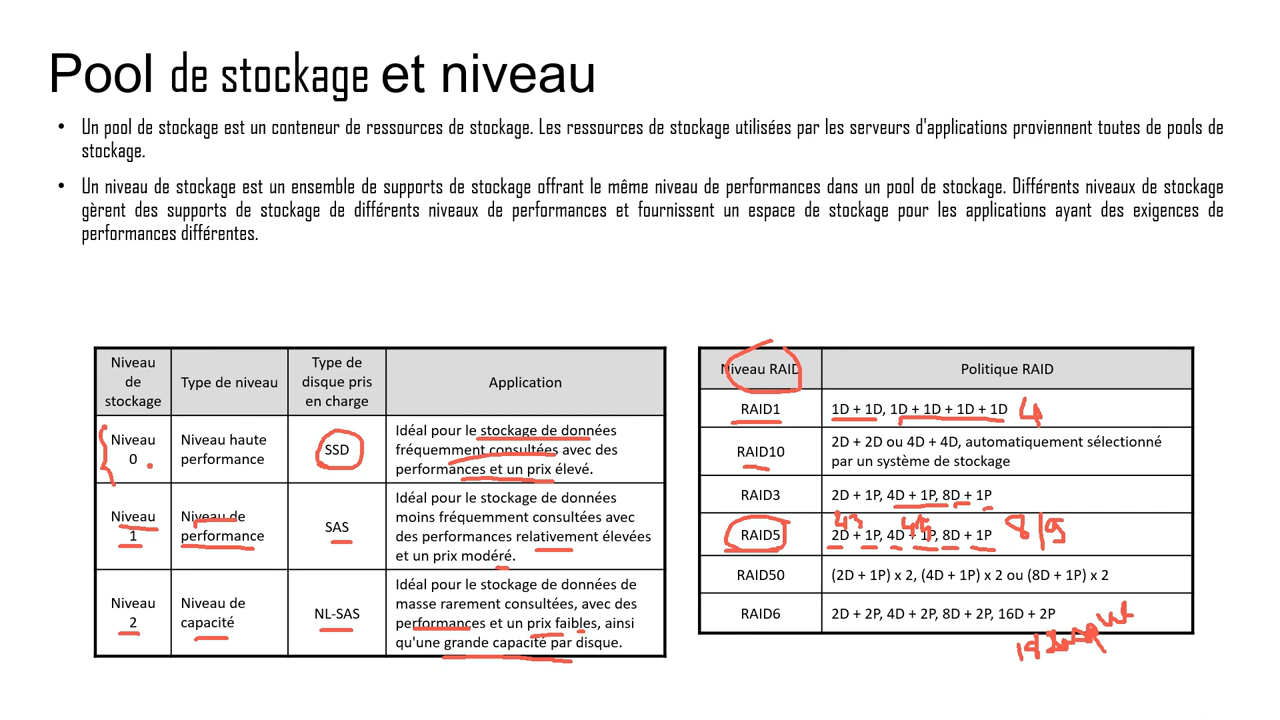 Pool de stockage et niveau
• Un pool de stockage est un conteneur de ressources de stockage. Les ressources de stockage utilisées par les serveurs d'applications proviennent toutes de pools de
stockage.
• Un niveau de stockage est un ensemble de supports de stockage offrant le même niveau de performances dans un pool de stockage. Différents niveaux de stockage
gèrent des supports de stockage de différents niveaux de performances et fournissent un espace de stockage pour les applications ayant des exigences de
performances différentes.
Niveau
de
stockage
Type de niveau
Type de
disque pris
en charge
Application
Niveau
0
Niveau haute
performance
SSD
Idéal pour le stockage de données
fréquemment consultées avec des
performances et un prix élevé.
Niveau
1
Niveau de
performance
SAS
Idéal pour le stockage de données
moins fréquemment consultées avec
des performances relativement élevées
et un prix modéré.
Niveau
2
Niveau de
capacité
NL-SAS
Idéal pour le stockage de données de
masse rarement consultées, avec des
performances et un prix faibles, ainsi
qu'une grande capacité par disque.
Niveau RAID
Politique RAID
RAID1
1D + 1D, 1D + 1D + 1D + 1D
4
RAID10
2D + 2D ou 4D + 4D, automatiquement sélectionné
par un système de stockage
RAID3
2D + 1P, 4D + 1P, 8D + 1P
RAID5
2D + 1P, 4D + 1P, 8D + 1P
RAID50
(2D + 1P) x 2, (4D + 1P) x 2 ou (8D + 1P) x 2
RAID6
2D + 2P, 4D + 2P, 8D + 2P, 16D + 2P